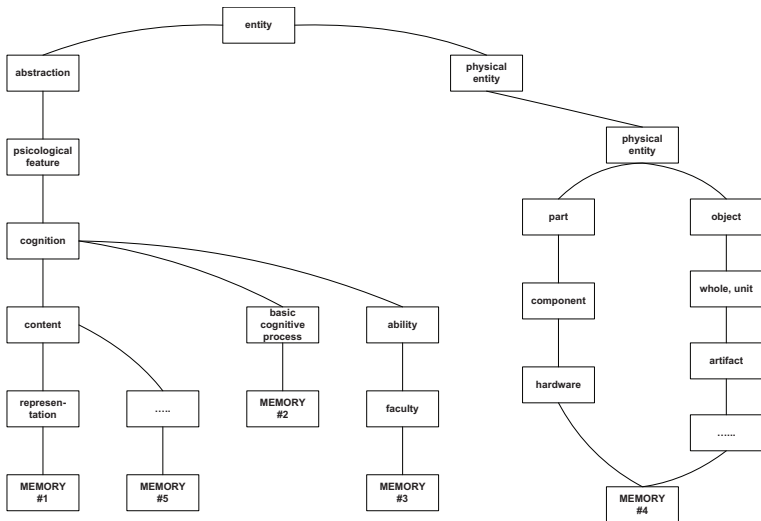 entity
abstraction
physical
entity
psicological
feature
physical
entity
part
object
cognition
component
whole, unit
content
basic
cognitive
process
ability
artifact
hardware
represen-
tation
.....
MEMORY
#2
faculty
......
MEMORY
#1
MEMORY
#5
MEMORY
#3
MEMORY
#4